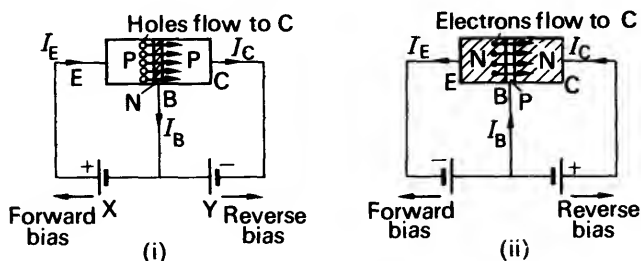 Holes flow to C
I_E
P
P
I_C
E
C
N
B
I_B
+
−
X
Y
Forward
bias
Reverse
bias
(i)
Electrons flow to C
I_E
N
N
I_C
E
C
B
P
I_B
−
+
Forward
bias
Reverse
bias
(ii)